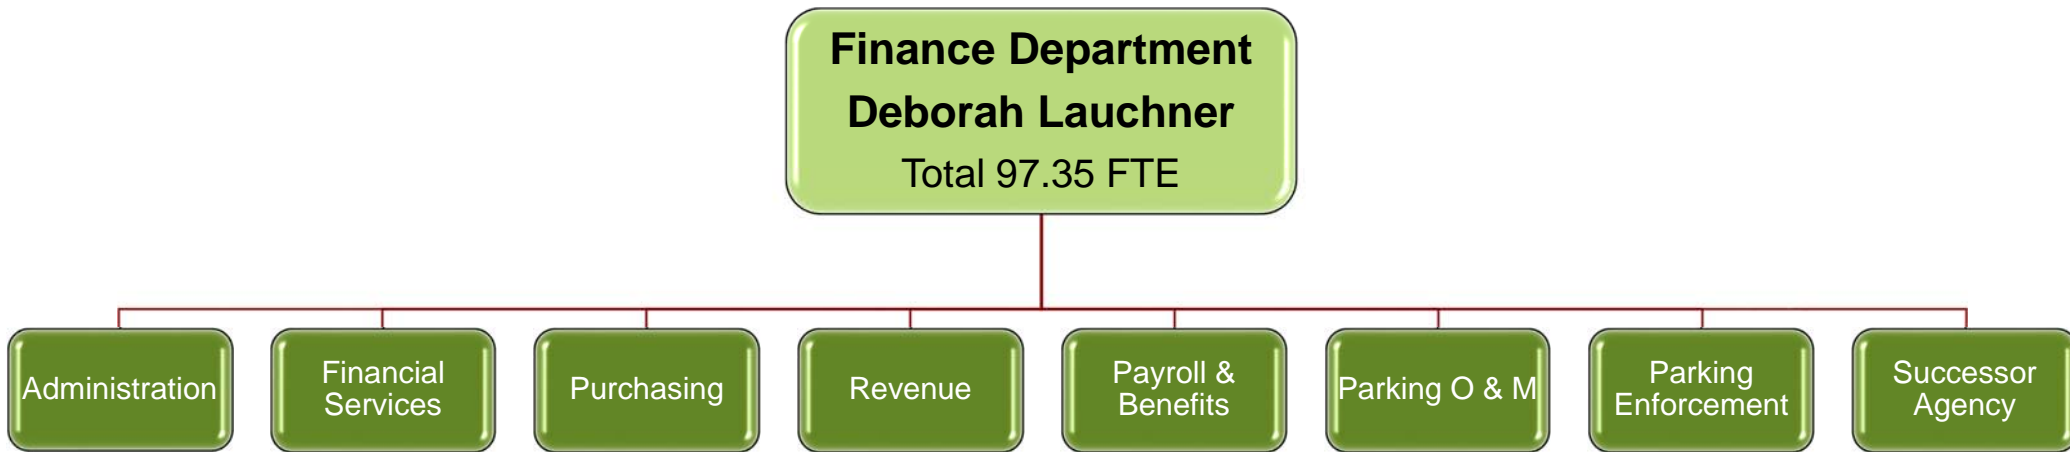 Finance Department
Deborah Lauchner
Total 97.35 FTE
Administration
Financial
Services
Purchasing
Revenue
Payroll &
Benefits
Parking O & M
Parking
Enforcement
Successor
Agency